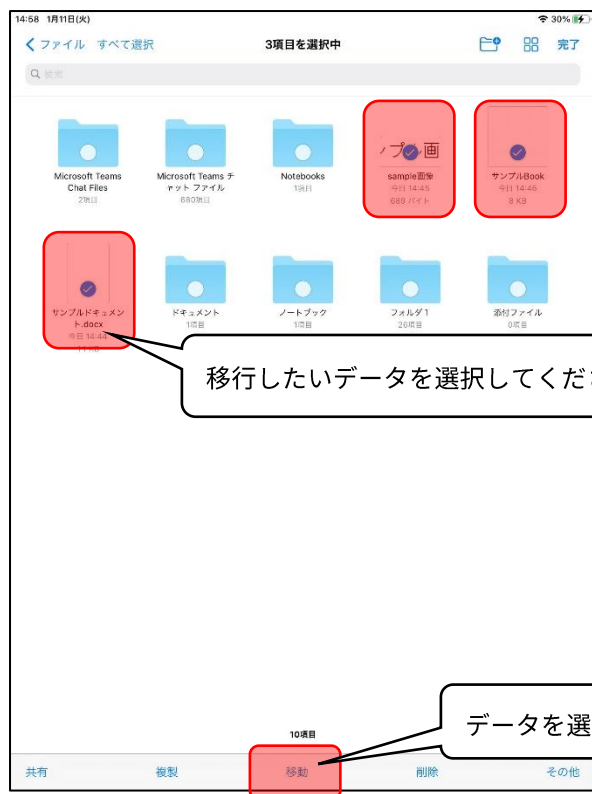 14:58 1月11日(火)
30%
ファイル すべて選択
3項目を選択中
完了
検索
Microsoft Teams
Chat Files
2項目
Microsoft Teams チ
ャット ファイル
680項目
Notebooks
1項目
プル画
sample画像
今日 14:45
689 バイト
サンプルBook
今日 14:46
8 KB
サンプルドキュメン
ト.docx
今日 14:44
ドキュメント
1項目
ノートブック
1項目
フォルダ 1
26項目
添付ファイル
0項目
移行したいデータを選択してくだ
データを選
10項目
共有
複製
移動
削除
その他